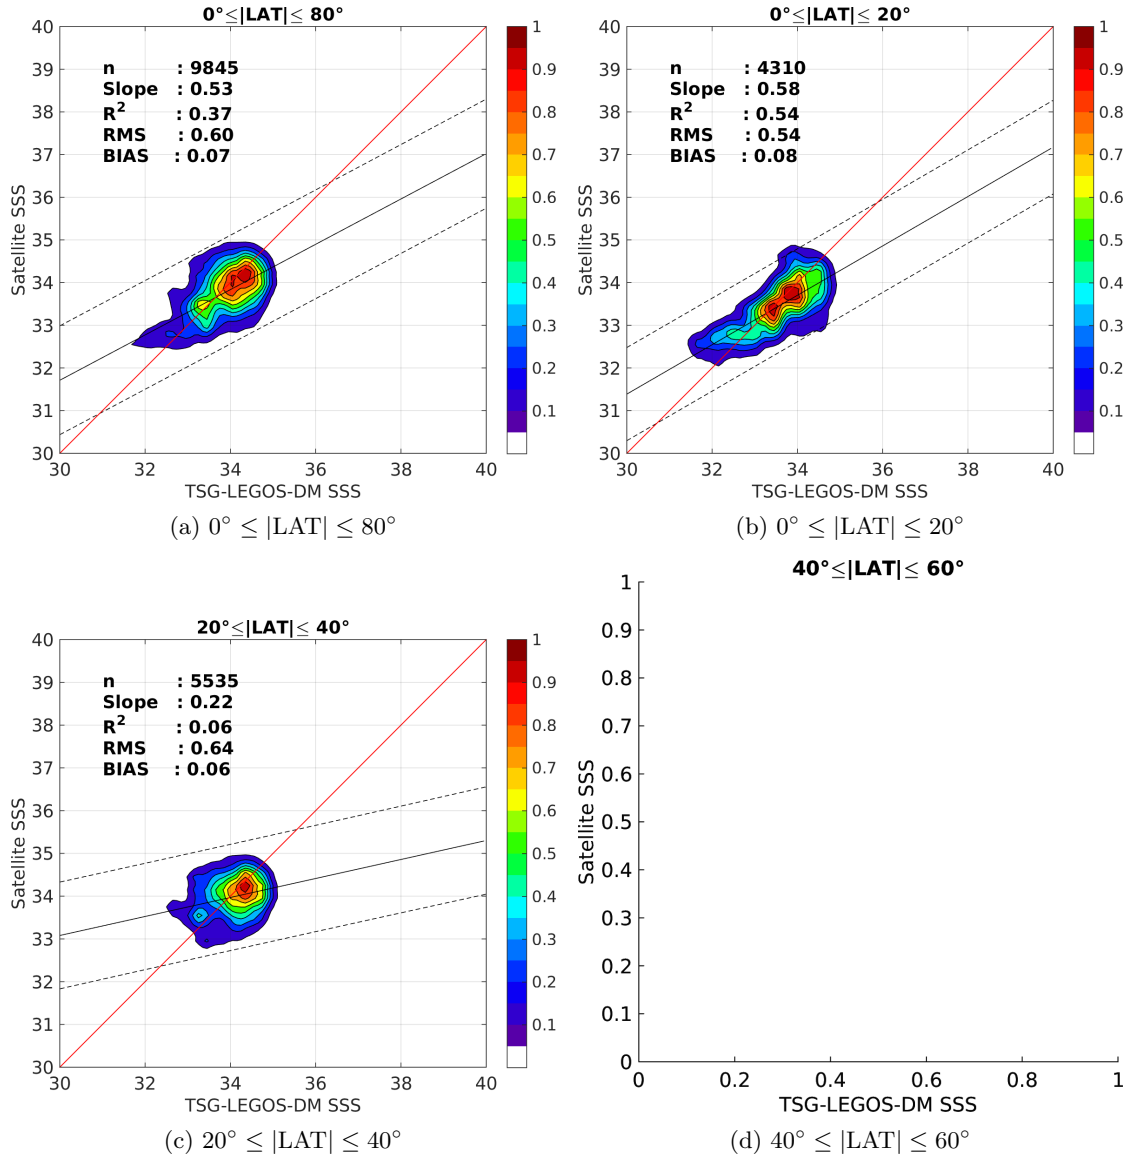 0°≤|LAT|≤ 80°
40
39
38
37
36
35
34
33
32
31
30
Satellite SSS
n : 9845
Slope : 0.53
R2 : 0.37
RMS : 0.60
BIAS : 0.07
30 32 34 36 38 40
TSG-LEGOS-DM SSS
1
0.9
0.8
0.7
0.6
0.5
0.4
0.3
0.2
0.1
(a) 0° ≤ |LAT| ≤ 80°
0°≤|LAT|≤ 20°
40
39
38
37
36
35
34
33
32
31
30
Satellite SSS
n : 4310
Slope : 0.58
R2 : 0.54
RMS : 0.54
BIAS : 0.08
30 32 34 36 38 40
TSG-LEGOS-DM SSS
1
0.9
0.8
0.7
0.6
0.5
0.4
0.3
0.2
0.1
(b) 0° ≤ |LAT| ≤ 20°
20°≤|LAT|≤ 40°
40
39
38
37
36
35
34
33
32
31
30
Satellite SSS
n : 5535
Slope : 0.22
R2 : 0.06
RMS : 0.64
BIAS : 0.06
30 32 34 36 38 40
TSG-LEGOS-DM SSS
1
0.9
0.8
0.7
0.6
0.5
0.4
0.3
0.2
0.1
(c) 20° ≤ |LAT| ≤ 40°
40°≤|LAT|≤ 60°
1
0.9
0.8
0.7
0.6
0.5
0.4
0.3
0.2
0.1
0
Satellite SSS
0 0.2 0.4 0.6 0.8 1
TSG-LEGOS-DM SSS
(d) 40° ≤ |LAT| ≤ 60°